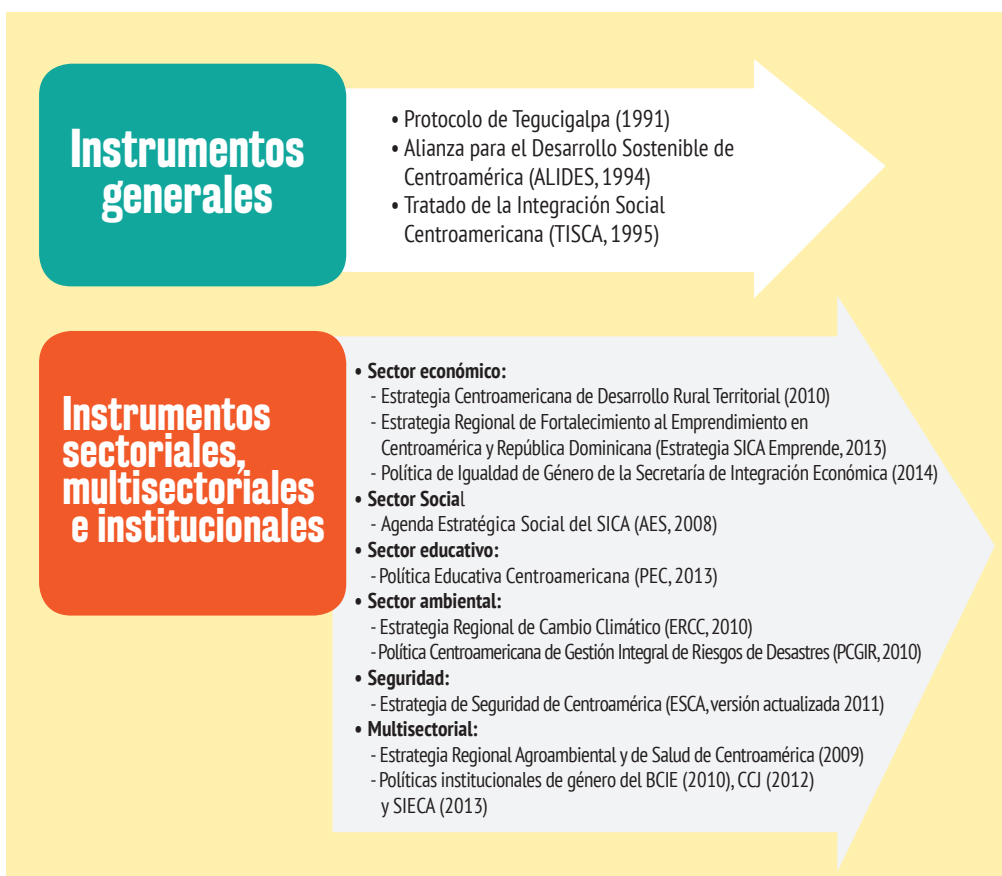 Instrumentos
generales
• Protocolo de Tegucigalpa (1991)
• Alianza para el Desarrollo Sostenible de
Centroamérica (ALIDES, 1994)
• Tratado de la Integración Social
Centroamericana (TISCA, 1995)
Instrumentos
sectoriales,
multisectoriales
e institucionales
• Sector económico:
- Estrategia Centroamericana de Desarrollo Rural Territorial (2010)
- Estrategia Regional de Fortalecimiento al Emprendimiento en
Centroamérica y República Dominicana (Estrategia SICA Emprende, 2013)
- Política de Igualdad de Género de la Secretaría de Integración Económica (2014)
• Sector Social
- Agenda Estratégica Social del SICA (AES, 2008)
• Sector educativo:
- Política Educativa Centroamericana (PEC, 2013)
• Sector ambiental:
- Estrategia Regional de Cambio Climático (ERCC, 2010)
- Política Centroamericana de Gestión Integral de Riesgos de Desastres (PCGIR, 2010)
• Seguridad:
- Estrategia de Seguridad de Centroamérica (ESCA, versión actualizada 2011)
• Multisectorial:
- Estrategia Regional Agroambiental y de Salud de Centroamérica (2009)
- Políticas institucionales de género del BCIE (2010), CCJ (2012)
y SIECA (2013)